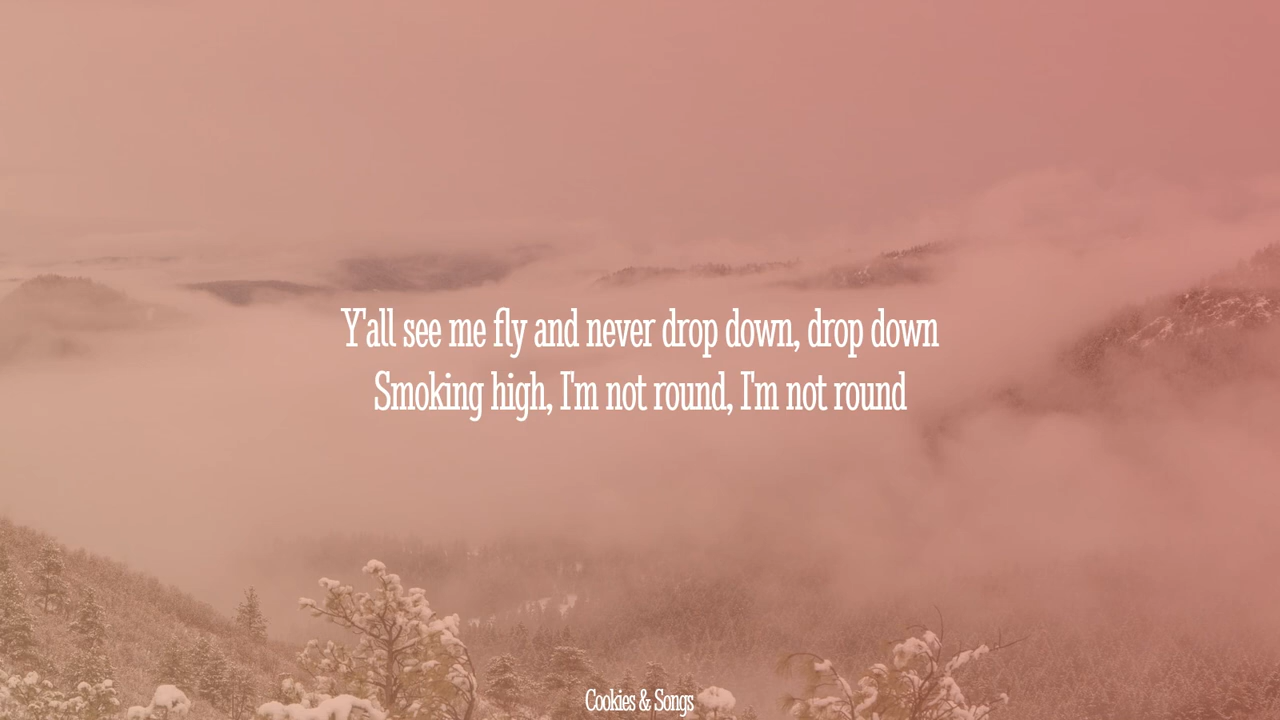 Y'all see me fly and never drop down, drop down
Smoking high, I'm not round, I'm not round
Cookies & Songs